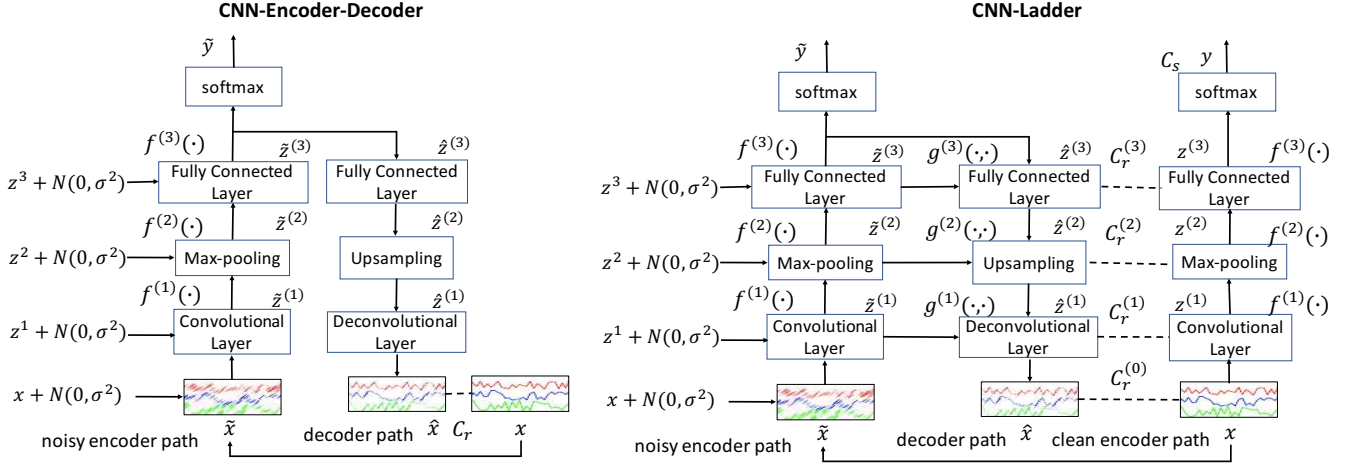 CNN-Encoder-Decoder
ỹ
softmax
f^(3)(·)
z̃^(3)
ẑ^(3)
z^3 + N(0, σ^2)
Fully Connected
Layer
Fully Connected
Layer
f^(2)(·)
z̃^(2)
ẑ^(2)
z^2 + N(0, σ^2)
Max-pooling
Upsampling
f^(1)(·)
z̃^(1)
ẑ^(1)
z^1 + N(0, σ^2)
Convolutional
Layer
Deconvolutional
Layer
x + N(0, σ^2)
noisy encoder path
x̃
decoder path
x̂
C_r
x
CNN-Ladder
ỹ
C_s
y
softmax
softmax
f^(3)(·)
z̃^(3)
g^(3)(·,·)
ẑ^(3)
C_r^(3)
z^(3)
f^(3)(·)
z^3 + N(0, σ^2)
Fully Connected
Layer
Fully Connected
Layer
Fully Connected
Layer
f^(2)(·)
z̃^(2)
g^(2)(·,·)
ẑ^(2)
C_r^(2)
z^(2)
f^(2)(·)
z^2 + N(0, σ^2)
Max-pooling
Upsampling
Max-pooling
f^(1)(·)
z̃^(1)
g^(1)(·,·)
ẑ^(1)
C_r^(1)
z^(1)
f^(1)(·)
z^1 + N(0, σ^2)
Convolutional
Layer
Deconvolutional
Layer
Convolutional
Layer
C_r^(0)
x + N(0, σ^2)
noisy encoder path
x̃
decoder path
x̂
clean encoder path
x